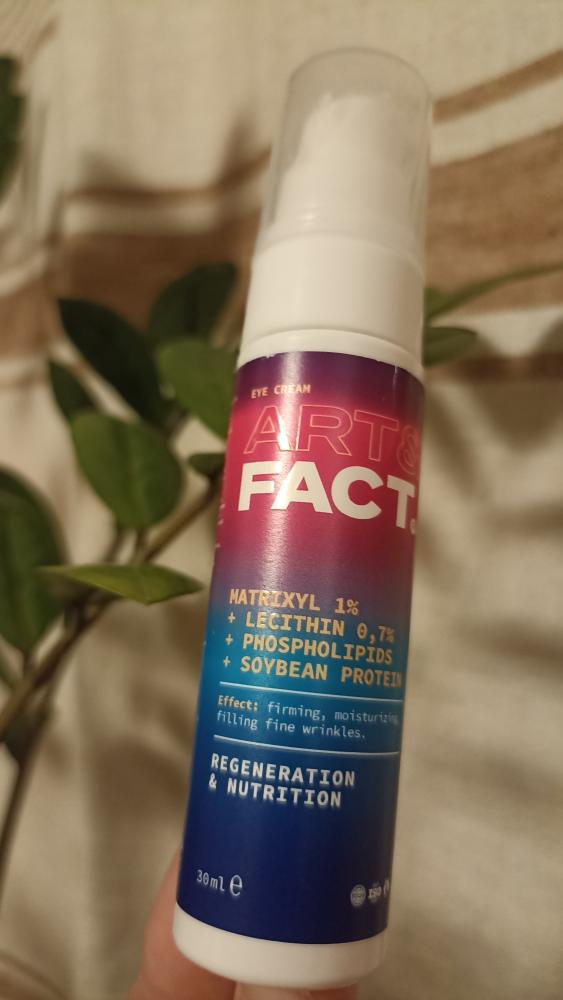 EYE CREAM
ART&
FACT.
MATRIXYL 1%
+ LECITHIN 0,7%
+ PHOSPHOLIPIDS
+ SOYBEAN PROTEIN
Effect: firming, moisturizing,
filling fine wrinkles.
REGENERATION
& NUTRITION
30ml e
ISO